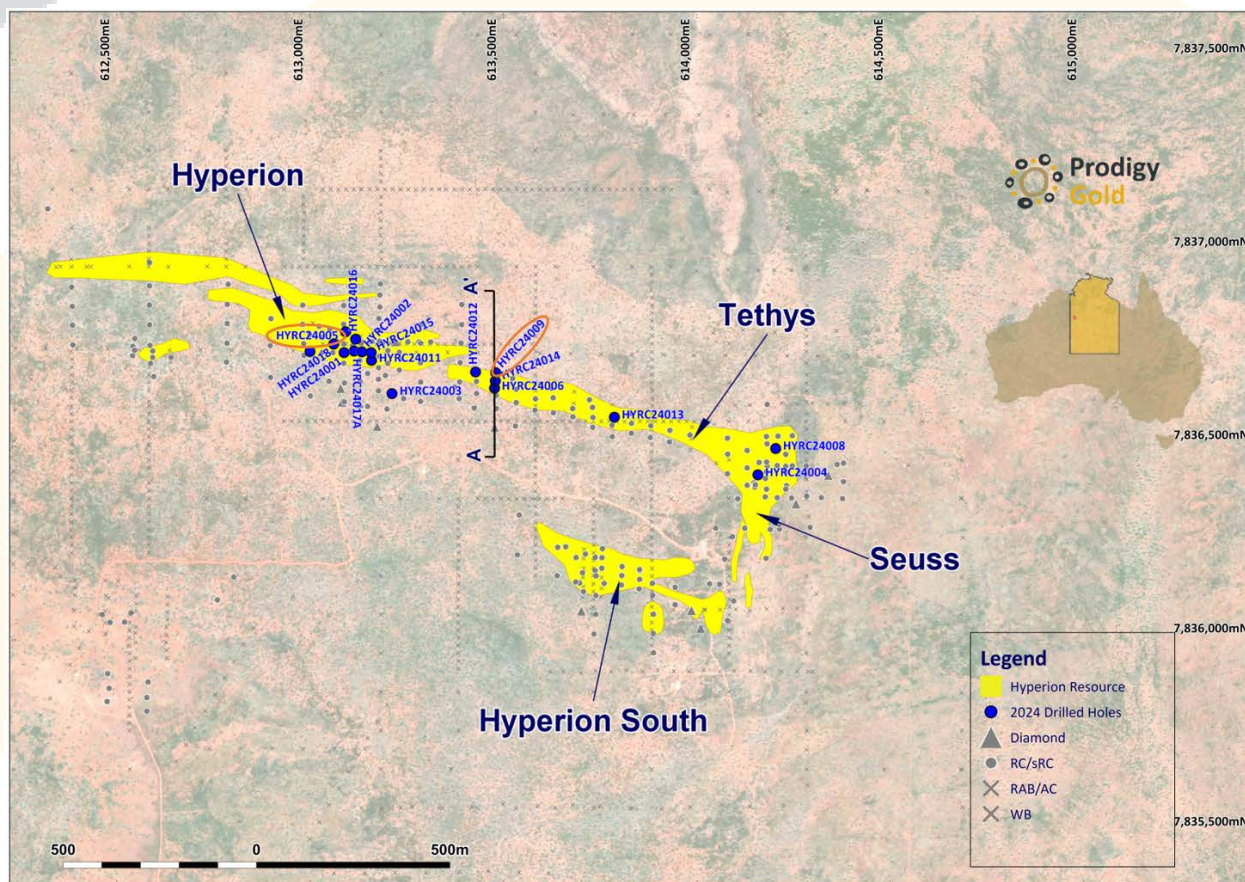 612,500mE
613,000mE
613,500mE
614,000mE
614,500mE
615,000mE
7,837,500mN
7,837,000mN
7,836,500mN
7,836,000mN
7,835,500mN
Prodigy
Gold
Hyperion
Tethys
Seuss
Hyperion South
A'
A
HYRC24016
HYRC24002
HYRC24015
HYRC24005
HYRC24018
HYRC24001
HYRC24017A
HYRC24011
HYRC24003
HYRC24012
HYRC24009
HYRC24014
HYRC24006
HYRC24013
HYRC24008
HYRC24004
Legend
Hyperion Resource
2024 Drilled Holes
Diamond
RC/sRC
RAB/AC
WB
500 0 500m